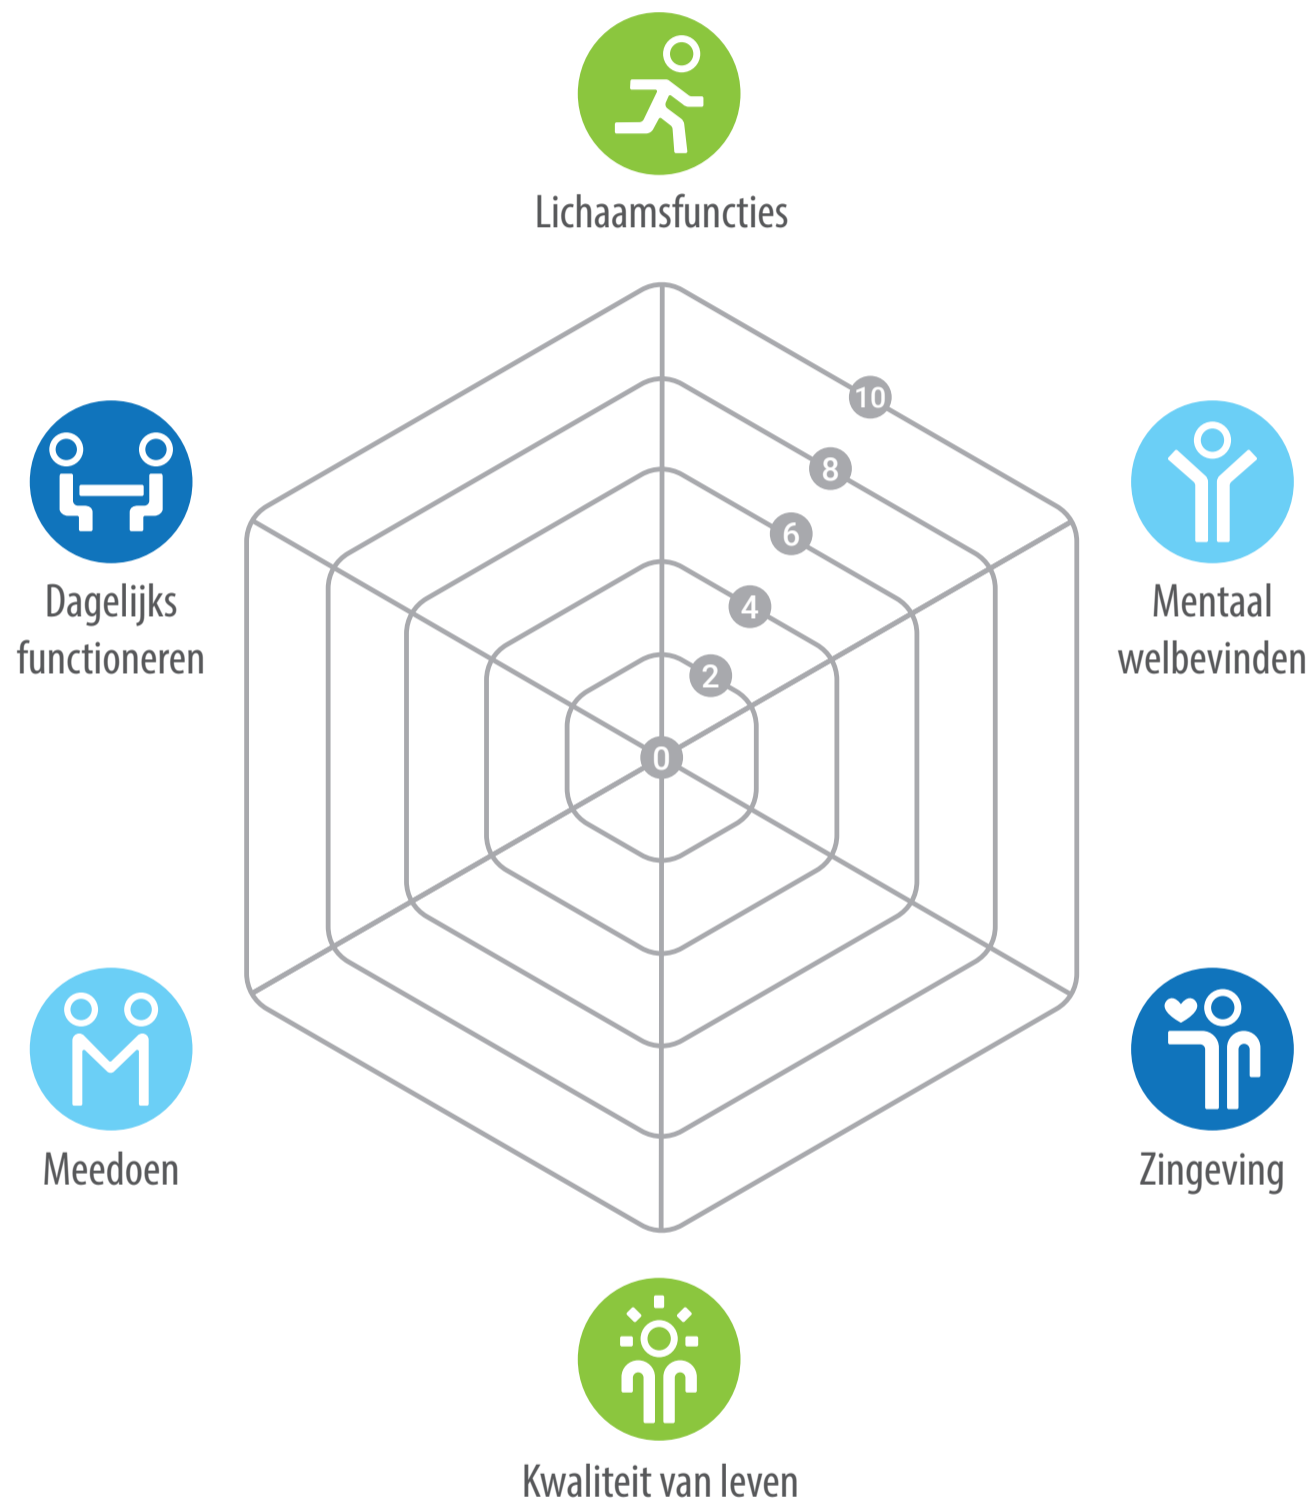 Lichaamsfuncties
10
8
6
4
2
0
Dagelijks
functioneren
Mentaal
welbevinden
Meedoen
Zingeving
Kwaliteit van leven